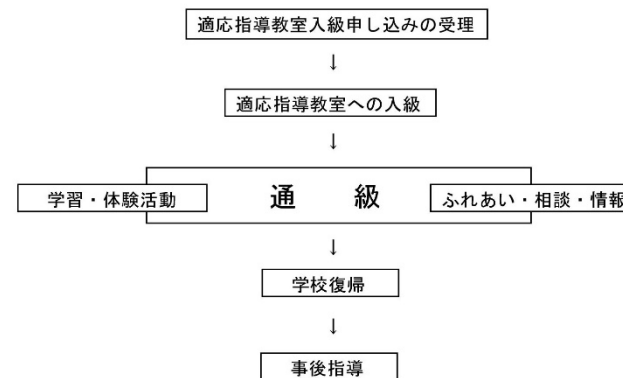 適応指導教室入級申し込みの受理
↓
適応指導教室への入級
↓
学習・体験活動
通　級
ふれあい・相談・情報
↓
学校復帰
↓
事後指導